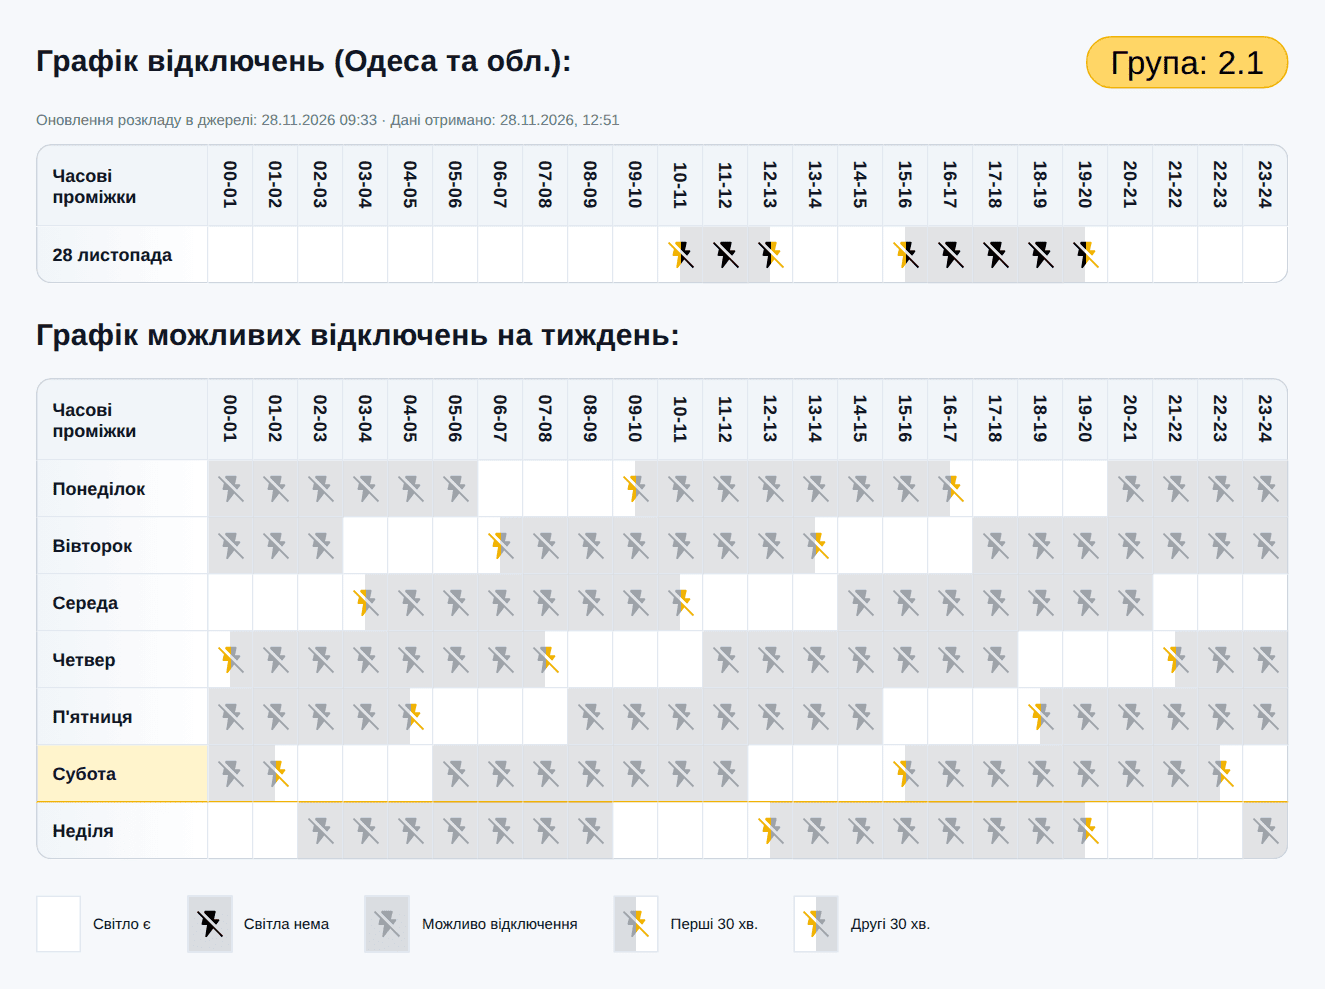 Графік відключень (Одеса та обл.):
Група: 2.1
Оновлення розкладу в джерелі: 28.11.2026 09:33 · Дані отримано: 28.11.2026, 12:51
Часові проміжки 00-01 01-02 02-03 03-04 04-05 05-06 06-07 07-08 08-09 09-10 10-11 11-12 12-13 13-14 14-15 15-16 16-17 17-18 18-19 19-20 20-21 21-22 22-23 23-24
28 листопада
Графік можливих відключень на тиждень:
Часові проміжки 00-01 01-02 02-03 03-04 04-05 05-06 06-07 07-08 08-09 09-10 10-11 11-12 12-13 13-14 14-15 15-16 16-17 17-18 18-19 19-20 20-21 21-22 22-23 23-24
Понеділок
Вівторок
Середа
Четвер
П'ятниця
Субота
Неділя
Світло є Світла нема Можливо відключення Перші 30 хв. Другі 30 хв.